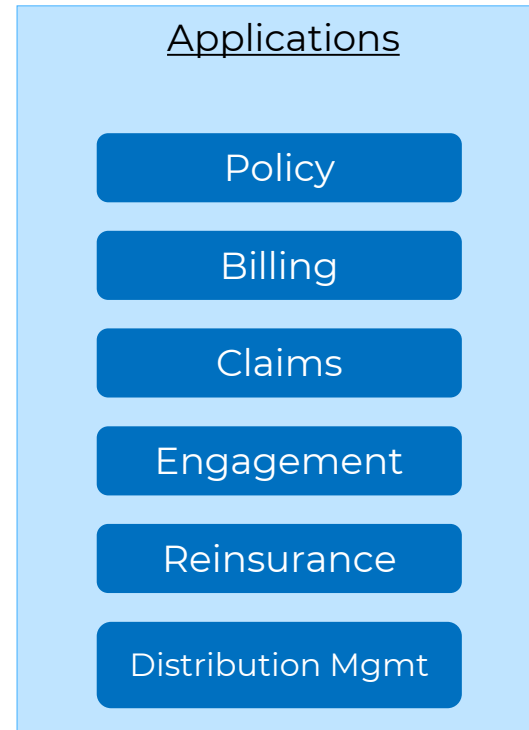 Applications
Policy
Billing
Claims
Engagement
Reinsurance
Distribution Mgmt